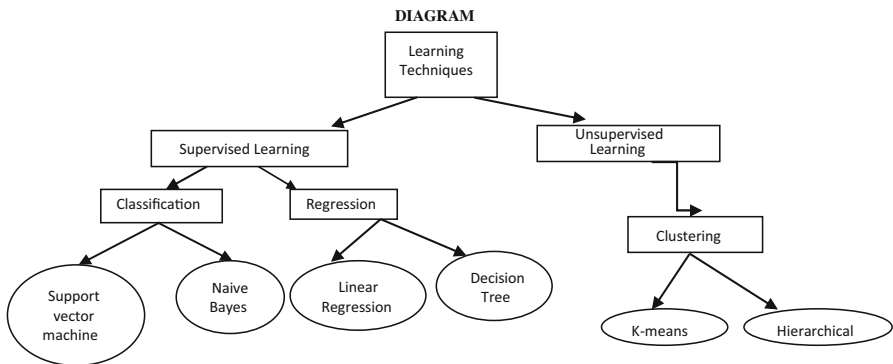 DIAGRAM
Learning
Techniques
Supervised Learning
Unsupervised
Learning
Classification
Regression
Clustering
Support
vector
machine
Naive
Bayes
Linear
Regression
Decision
Tree
K-means
Hierarchical